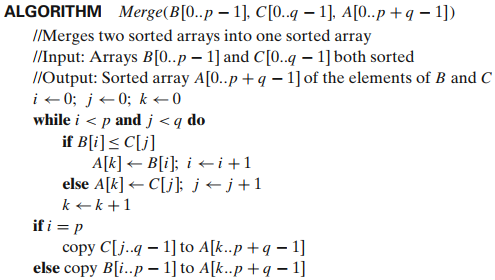 ALGORITHM Merge(B[0..p − 1], C[0..q − 1], A[0..p + q − 1])
//Merges two sorted arrays into one sorted array
//Input: Arrays B[0..p − 1] and C[0..q − 1] both sorted
//Output: Sorted array A[0..p + q − 1] of the elements of B and C
i ← 0; j ← 0; k ← 0
while i < p and j < q do
if B[i] ≤ C[j]
A[k] ← B[i]; i ← i + 1
else A[k] ← C[j]; j ← j + 1
k ← k + 1
if i = p
copy C[j..q − 1] to A[k..p + q − 1]
else copy B[i..p − 1] to A[k..p + q − 1]